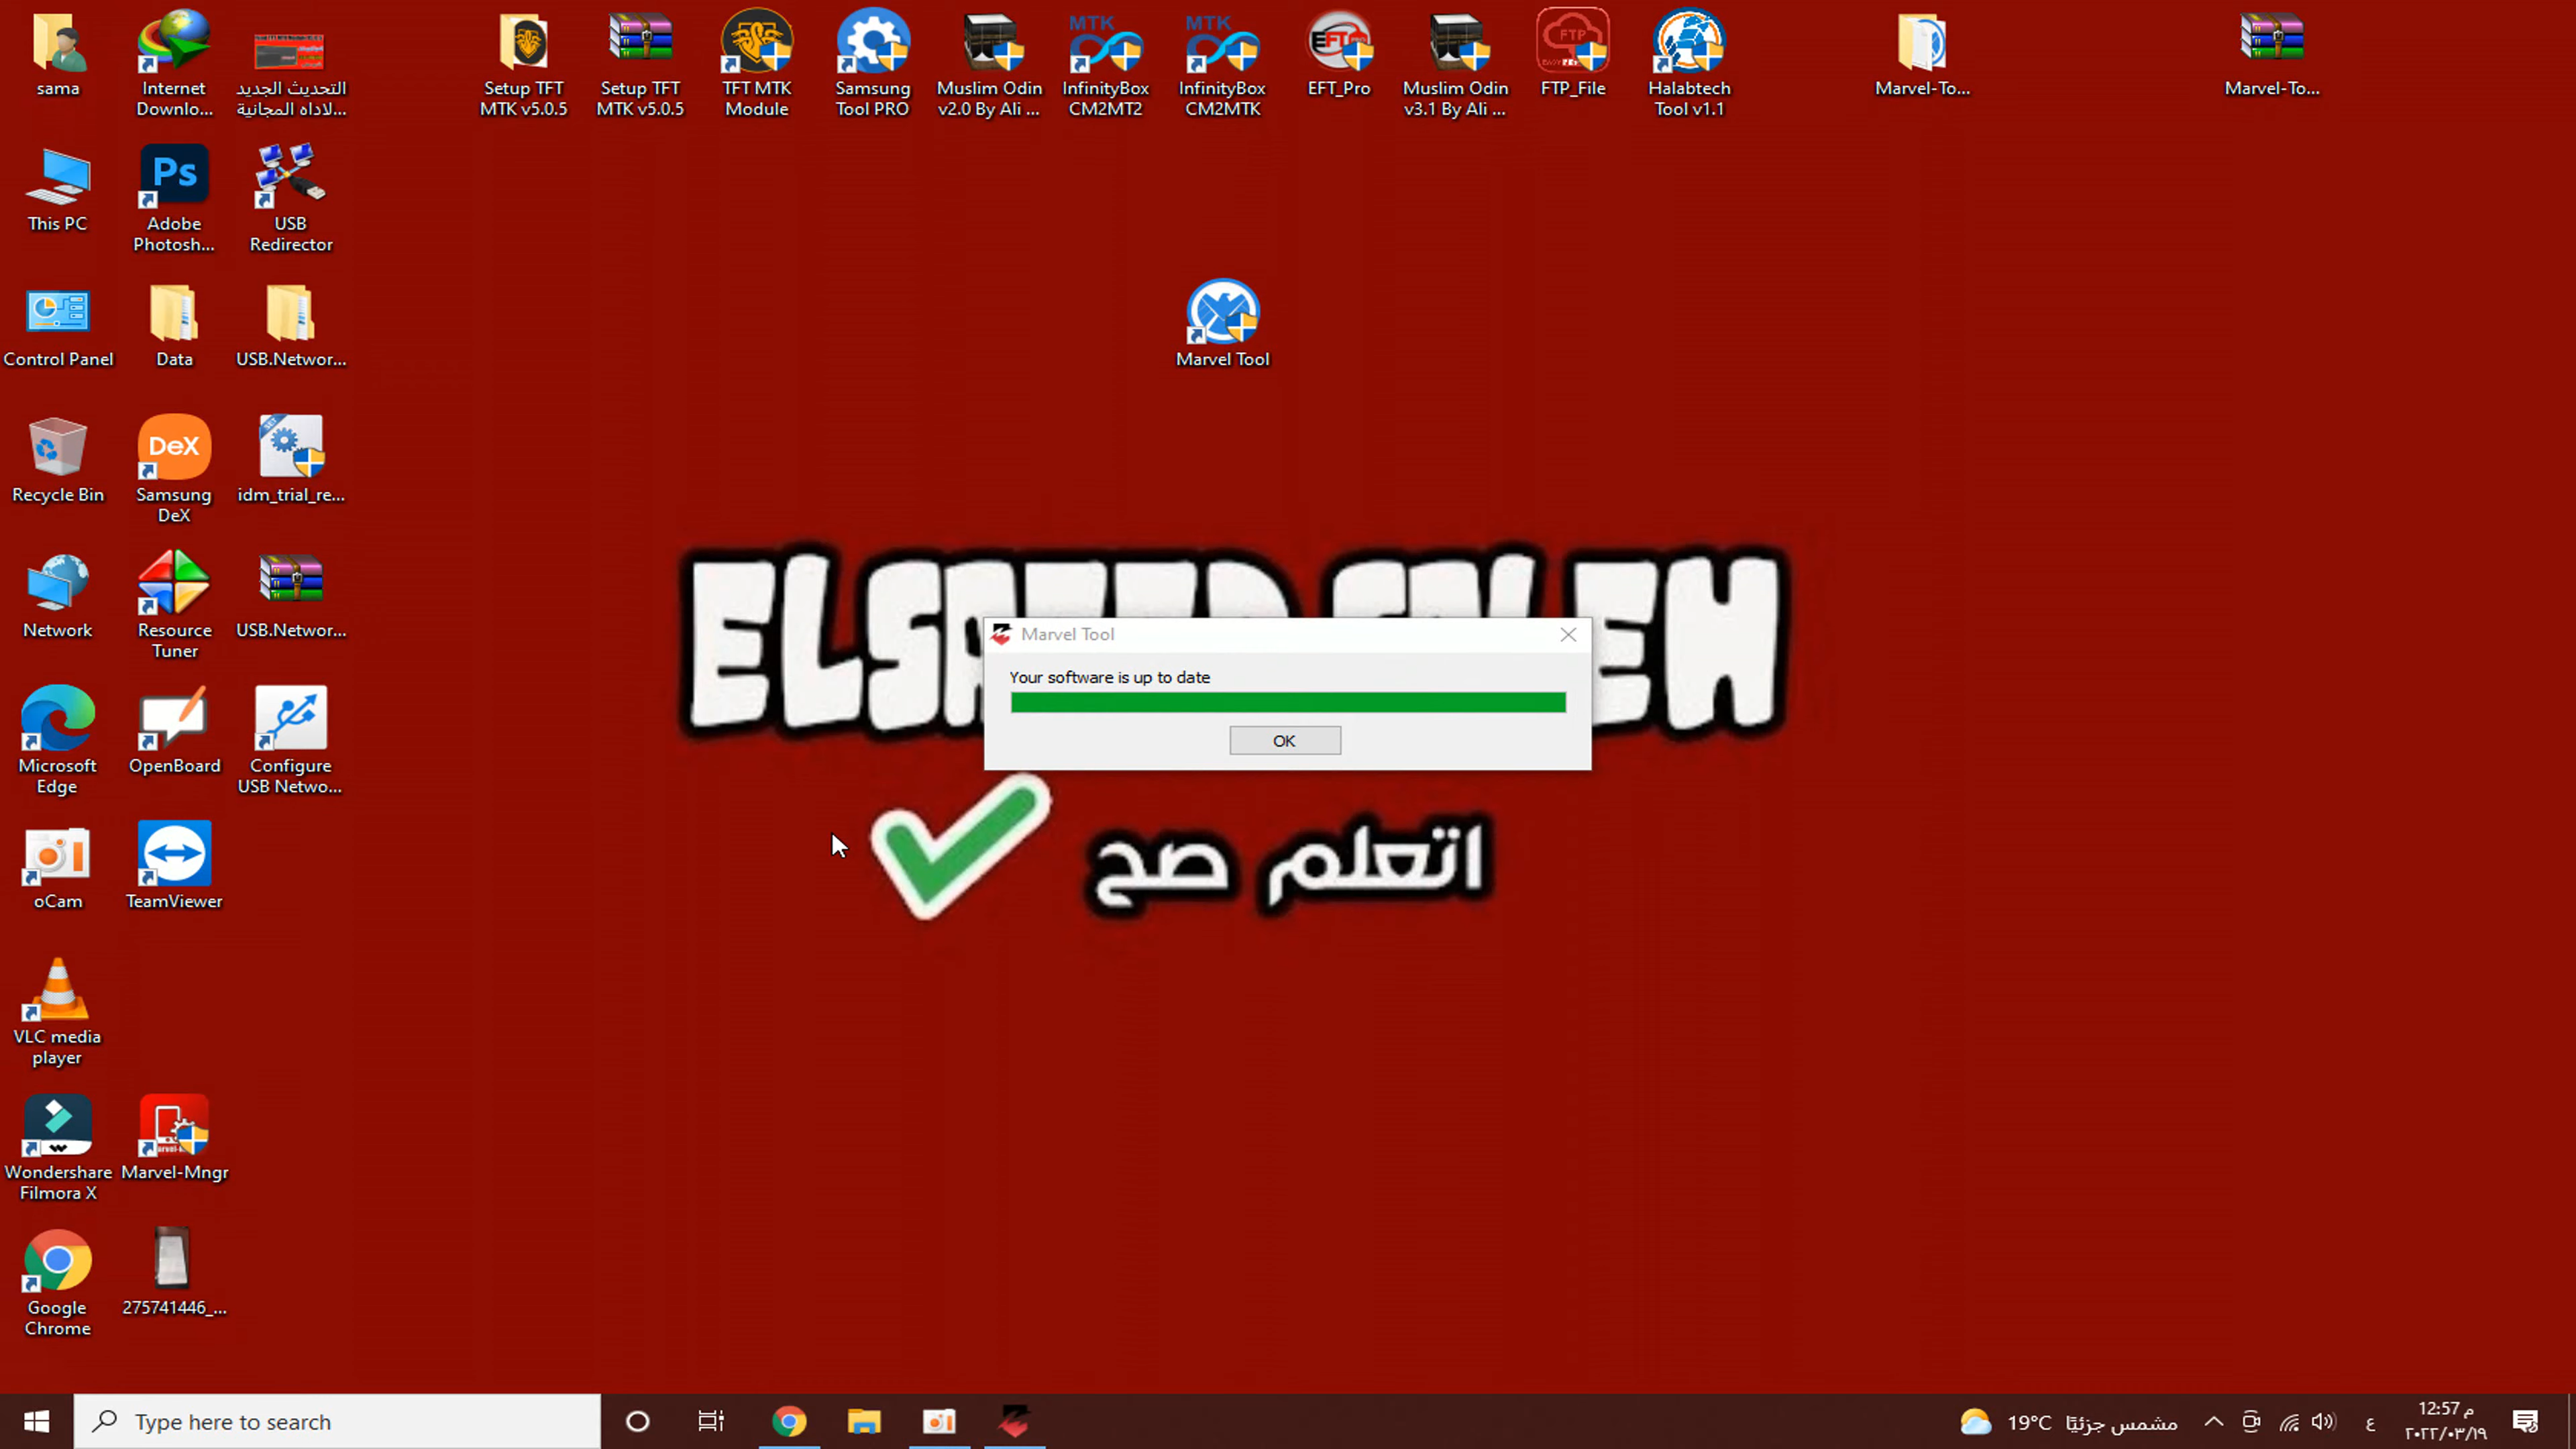 sama
Internet
Downlo...
التحديث الجديد
للاداه المجانية...
Setup TFT
MTK v5.0.5
Setup TFT
MTK v5.0.5
TFT MTK
Module
Samsung
Tool PRO
Muslim Odin
v2.0 By Ali ...
MTK
InfinityBox
CM2MT2
MTK
InfinityBox
CM2MTK
EFT
EFT_Pro
Muslim Odin
v3.1 By Ali ...
FTP
FTP_File
Halabtech
Tool v1.1
Marvel-To...
Marvel-To...
This PC
Ps
Adobe
Photosh...
USB
Redirector
Control Panel
Data
USB.Networ...
Marvel Tool
Recycle Bin
DeX
Samsung
DeX
idm_trial_re...
Network
Resource
Tuner
USB.Networ...
Marvel Tool
Your software is up to date
OK
اتعلم صح
Microsoft
Edge
OpenBoard
Configure
USB Netwo...
oCam
TeamViewer
VLC media
player
Wondershare
Filmora X
Marvel-Mngr
Google
Chrome
275741446_...
Type here to search
19°C مشمس جزئيًا
ع
12:57 م
٢٠٢٢/٠٣/١٩